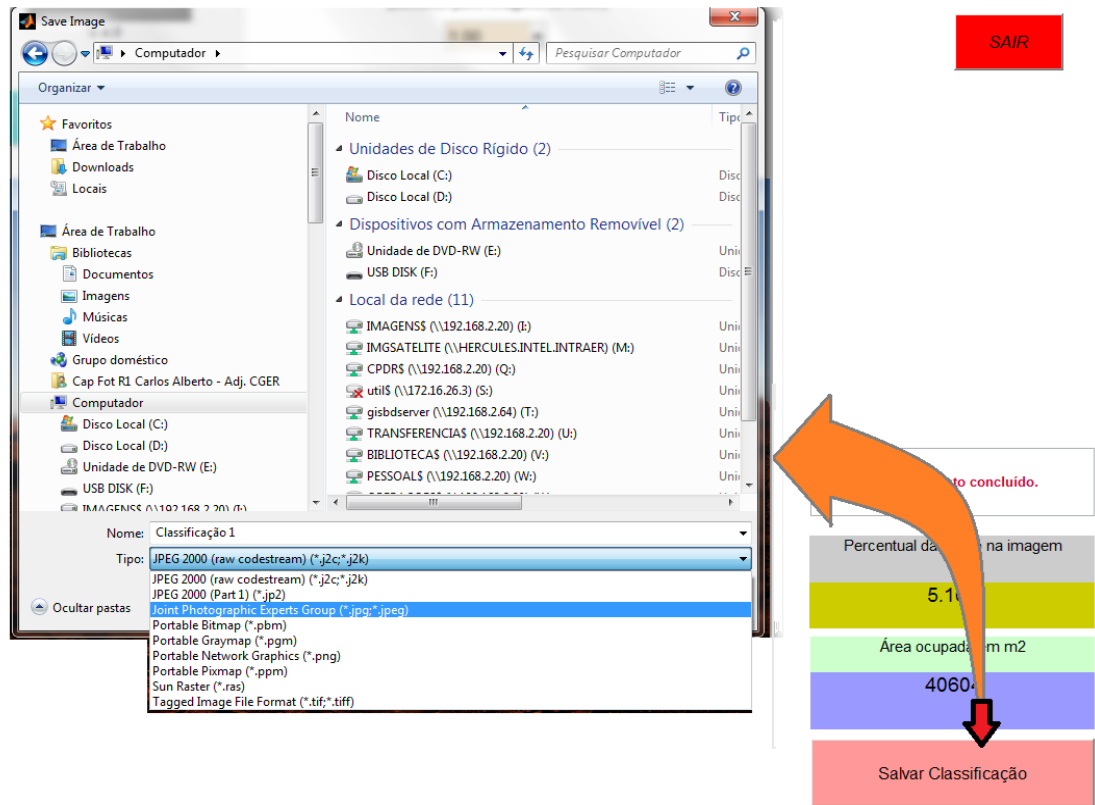 Save Image
Computador
Pesquisar Computador
Organizar
Favoritos
Área de Trabalho
Downloads
Locais
Área de Trabalho
Bibliotecas
Documentos
Imagens
Músicas
Vídeos
Grupo doméstico
Cap Fot R1 Carlos Alberto - Adj. CGER
Computador
Disco Local (C:)
Disco Local (D:)
Unidade de DVD-RW (E:)
USB DISK (F:)
IMAGENS$ (\\192.168.2.20) (I:)
Nome
Unidades de Disco Rígido (2)
Disco Local (C:)
Disco Local (D:)
Dispositivos com Armazenamento Removível (2)
Unidade de DVD-RW (E:)
USB DISK (F:)
Local da rede (11)
IMAGENS$ (\\192.168.2.20) (I:)
IMGSATELITE (\\HERCULES.INTEL.INTRAER) (M:)
CPDR$ (\\192.168.2.20) (Q:)
util$ (\\172.16.26.3) (S:)
gisbdserver (\\192.168.2.64) (T:)
TRANSFERENCIA$ (\\192.168.2.20) (U:)
BIBLIOTECA$ (\\192.168.2.20) (V:)
PESSOAL$ (\\192.168.2.20) (W:)
Nome: Classificação 1
Tipo: JPEG 2000 (raw codestream) (*.j2c;*.j2k)
JPEG 2000 (raw codestream) (*.j2c;*.j2k)
JPEG 2000 (Part 1) (*.jp2)
Joint Photographic Experts Group (*.jpg;*.jpeg)
Portable Bitmap (*.pbm)
Portable Graymap (*.pgm)
Portable Network Graphics (*.png)
Portable Pixmap (*.ppm)
Sun Raster (*.ras)
Tagged Image File Format (*.tif;*.tiff)
Ocultar pastas
SAIR
concluído.
Percentual na imagem
Área ocupada em m2
Salvar Classificação